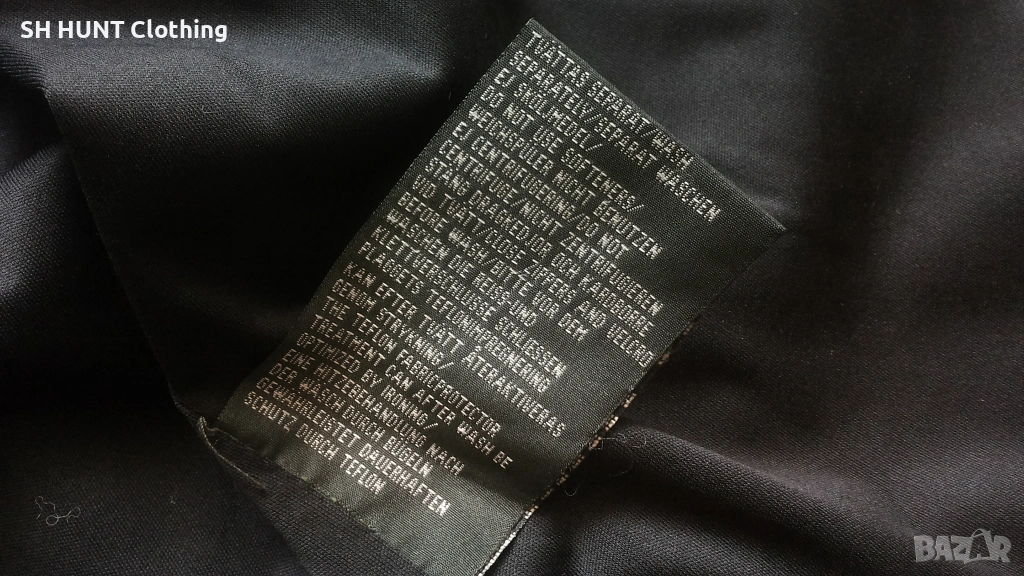 SH HUNT Clothing
TVÄTTAS SEPARAT/WASH
SEPARATELY/SEPARAT WASCHEN
EJ SKÖLJMEDEL/
DO NOT USE SOFTENERS/
WEICHSPÜLER NICHT BENUTZEN
EJ CENTRIFUGERING/DO NOT
CENTRIFUGE/NICHT ZENTRIFUGIEREN
STÄNG DRAGKEDJOR OCH KARDBORRE
VID TVÄTT/CLOSE ZIPPERS AND VELCRO
BEFORE WASH/BITTE VOR DEM
WASCHEN DIE REISS UND
KLETTVERSCHLÜSSE SCHLIESSEN
PLAGGETS TEFLONIMPREGNERING
KAN EFTER TVÄTT ÅTERAKTIVERAS
GENOM STRYKNING/
THE TEFLON FABRICPROTECTOR
TREATMENT CAN AFTER WASH BE
OPTIMIZED BY IRONING/
EINE HITZEBEHANDLUNG NACH
DER WÄSCH DURCH BÜGELN
GEWÄHRLEISTET DAUERHAFTEN
SCHUTZ DURCH TEFLON
BAZAR